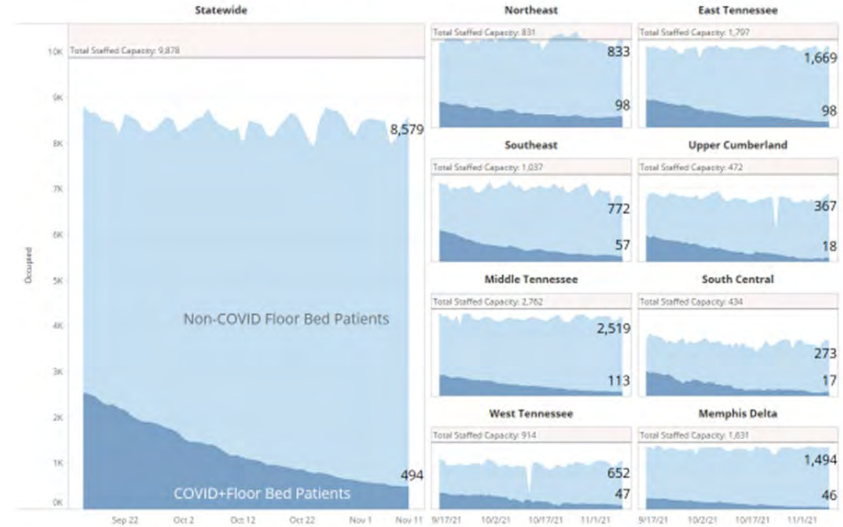 Statewide
Total Staffed Capacity: 9,878
10K
9K
8K
7K
6K
5K
4K
3K
2K
1K
0K
Occupied
8,579
Non-COVID Floor Bed Patients
494
COVID+Floor Bed Patients
Sep 22 Oct 2 Oct 12 Oct 22 Nov 1 Nov 11
Northeast
Total Staffed Capacity: 831
833
98
East Tennessee
Total Staffed Capacity: 1,797
1,669
98
Southeast
Total Staffed Capacity: 1,037
772
57
Upper Cumberland
Total Staffed Capacity: 472
367
18
Middle Tennessee
Total Staffed Capacity: 2,762
2,519
113
South Central
Total Staffed Capacity: 434
273
17
West Tennessee
Total Staffed Capacity: 914
652
47
9/17/21 10/2/21 10/17/21 11/1/21
Memphis Delta
Total Staffed Capacity: 1,631
1,494
46
9/17/21 10/2/21 10/17/21 11/1/21